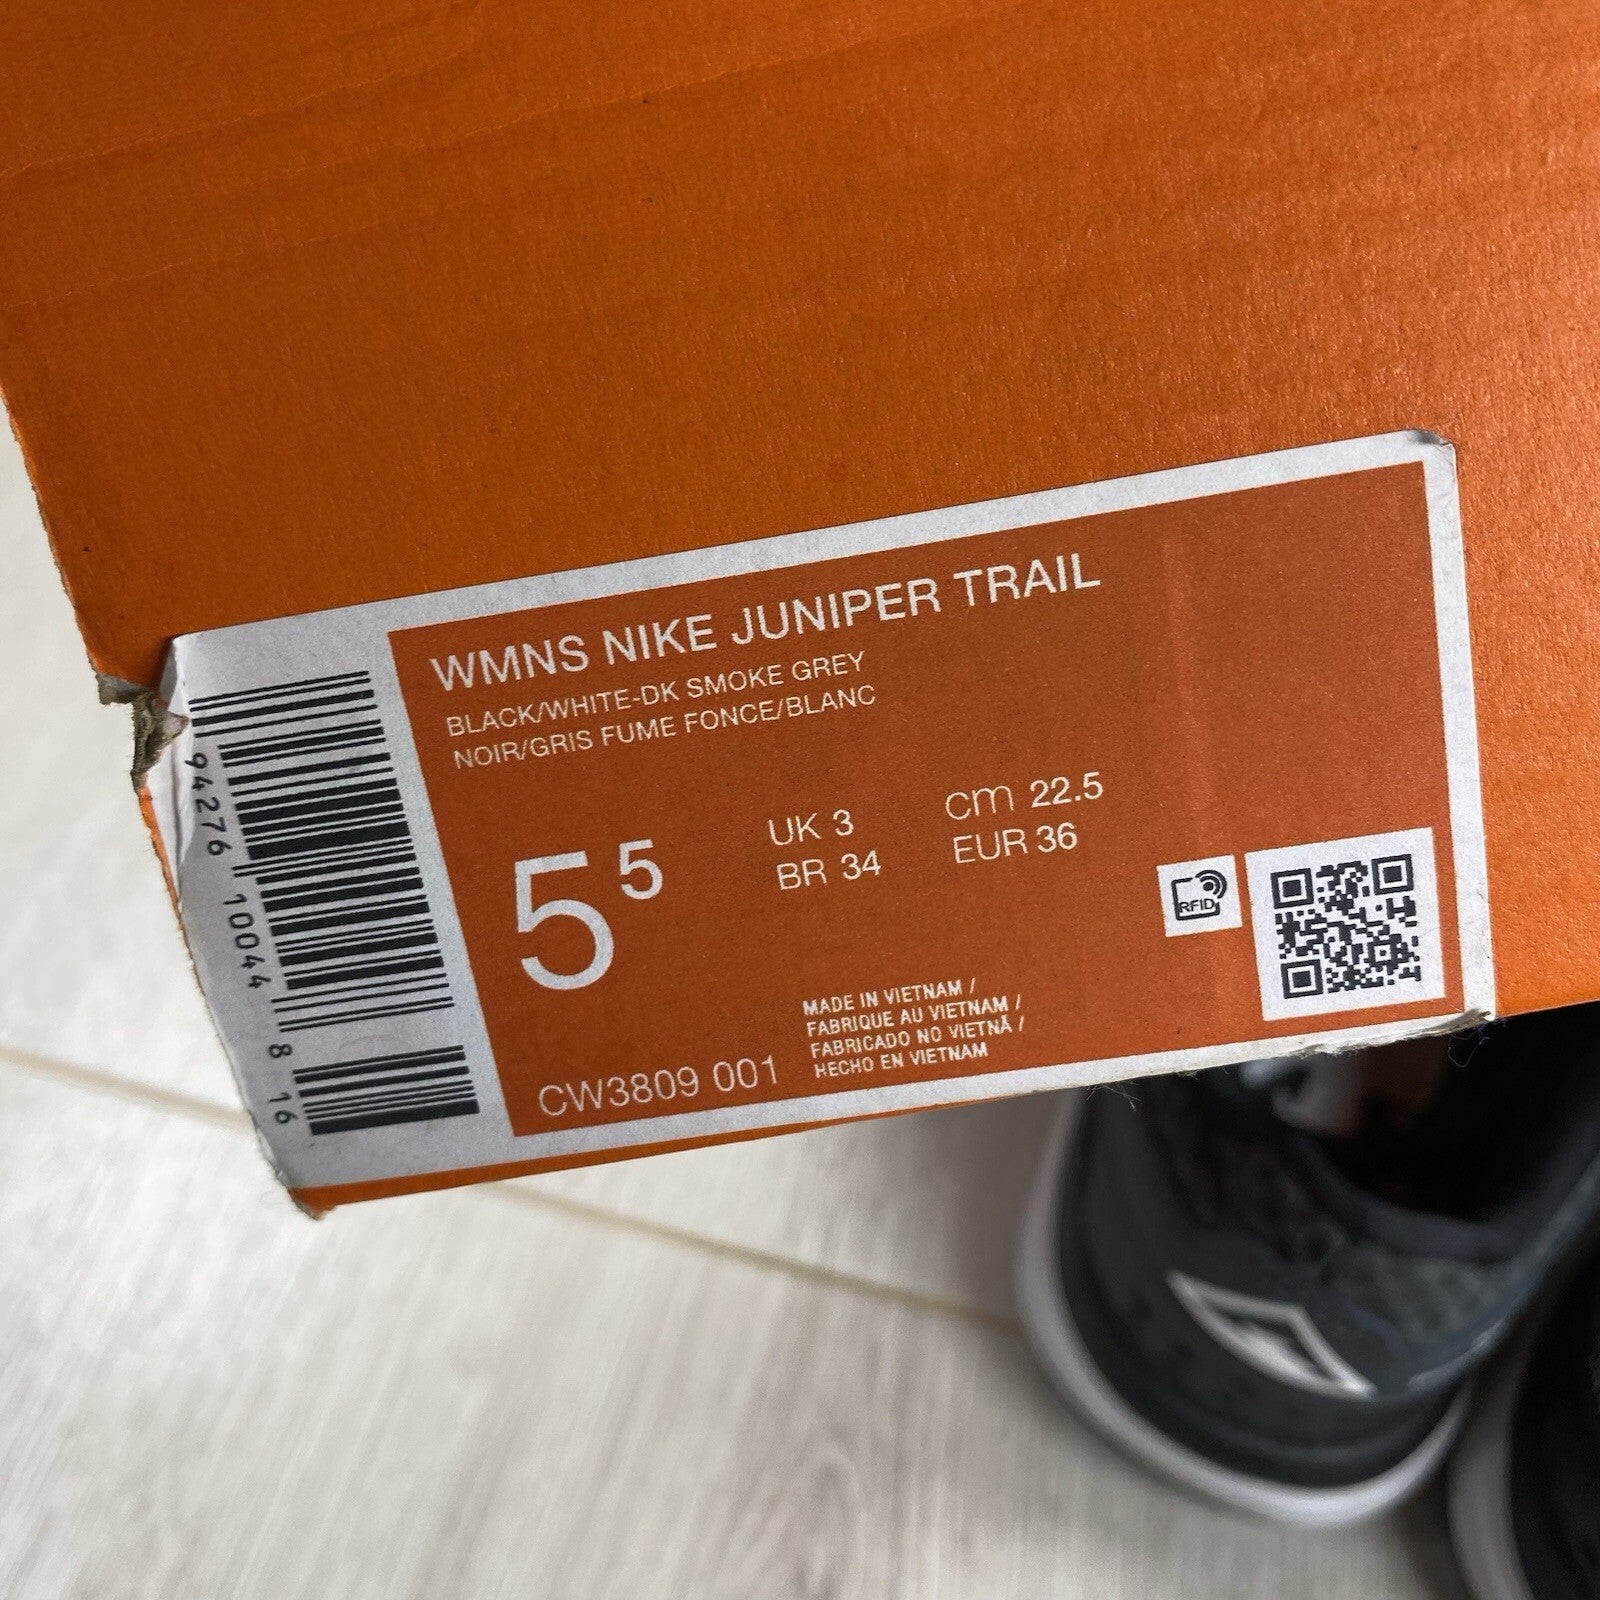 WMNS NIKE JUNIPER TRAIL
BLACK/WHITE-DK SMOKE GREY
NOIR/GRIS FUME FONCE/BLANC
5 5
UK 3
BR 34
cm 22.5
EUR 36
RFID
MADE IN VIETNAM /
FABRIQUE AU VIETNAM /
FABRICADO NO VIETNÃ /
HECHO EN VIETNAM
CW3809 001
94276 10044 8 16